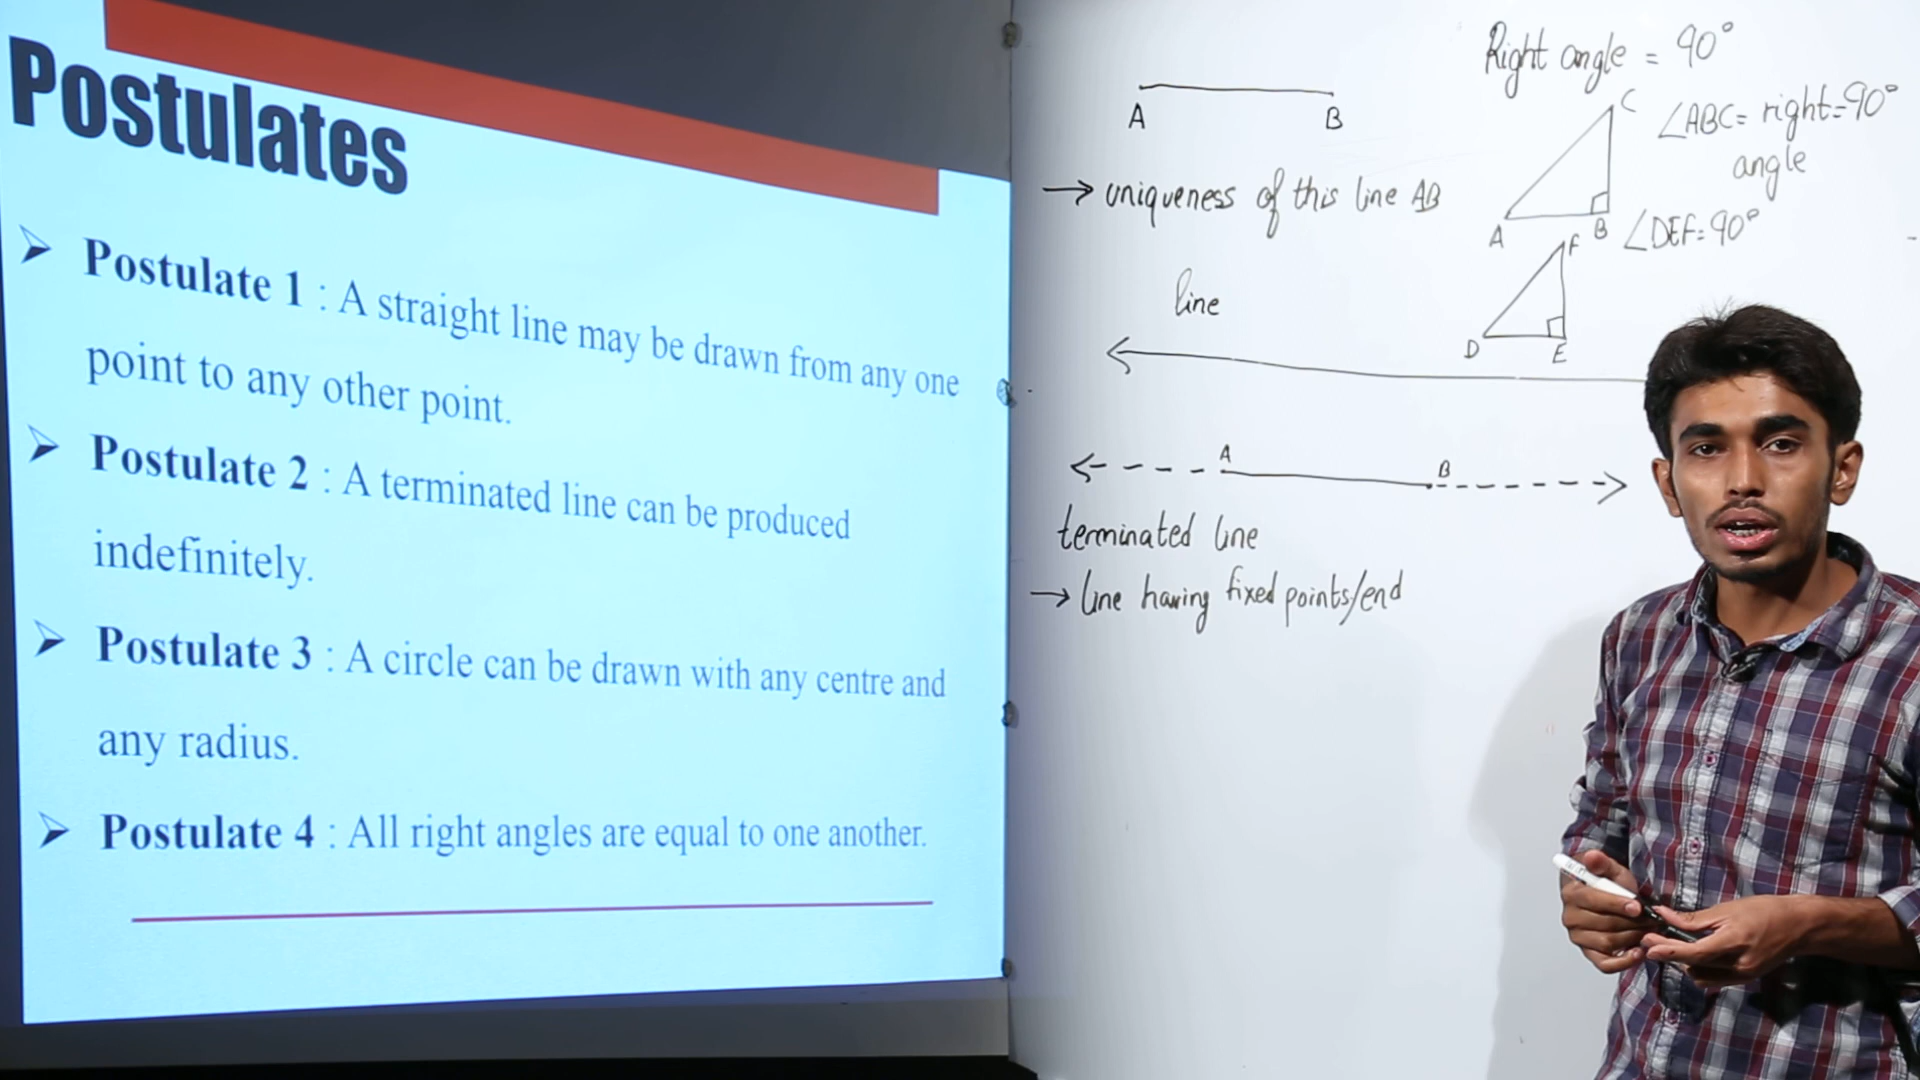 Postulates
Postulate 1 : A straight line may be drawn from any one
point to any other point.
Postulate 2 : A terminated line can be produced
indefinitely.
Postulate 3 : A circle can be drawn with any centre and
any radius.
Postulate 4 : All right angles are equal to one another.
A B
→ uniqueness of this line AB
line
A B
terminated line
→ line having fixed points/end
Right angle = 90°
C
∠ABC = right = 90°
angle
A B
∠DEF = 90°
F
D E